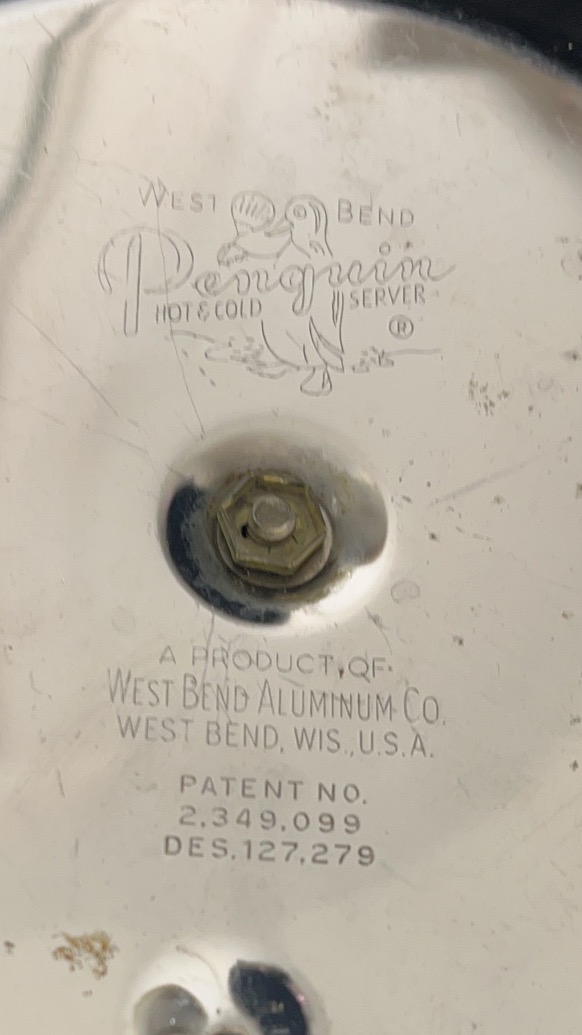 WEST BEND
Penguin
HOT & COLD SERVER
®
A PRODUCT OF
WEST BEND ALUMINUM CO.
WEST BEND, WIS., U.S.A.
PATENT NO.
2,349,099
DES.127,279